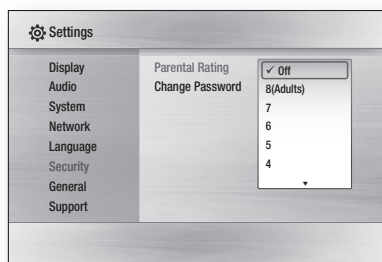 Settings
Display
Audio
System
Network
Language
Security
General
Support
Parental Rating
Change Password
✓ Off
8(Adults)
7
6
5
4